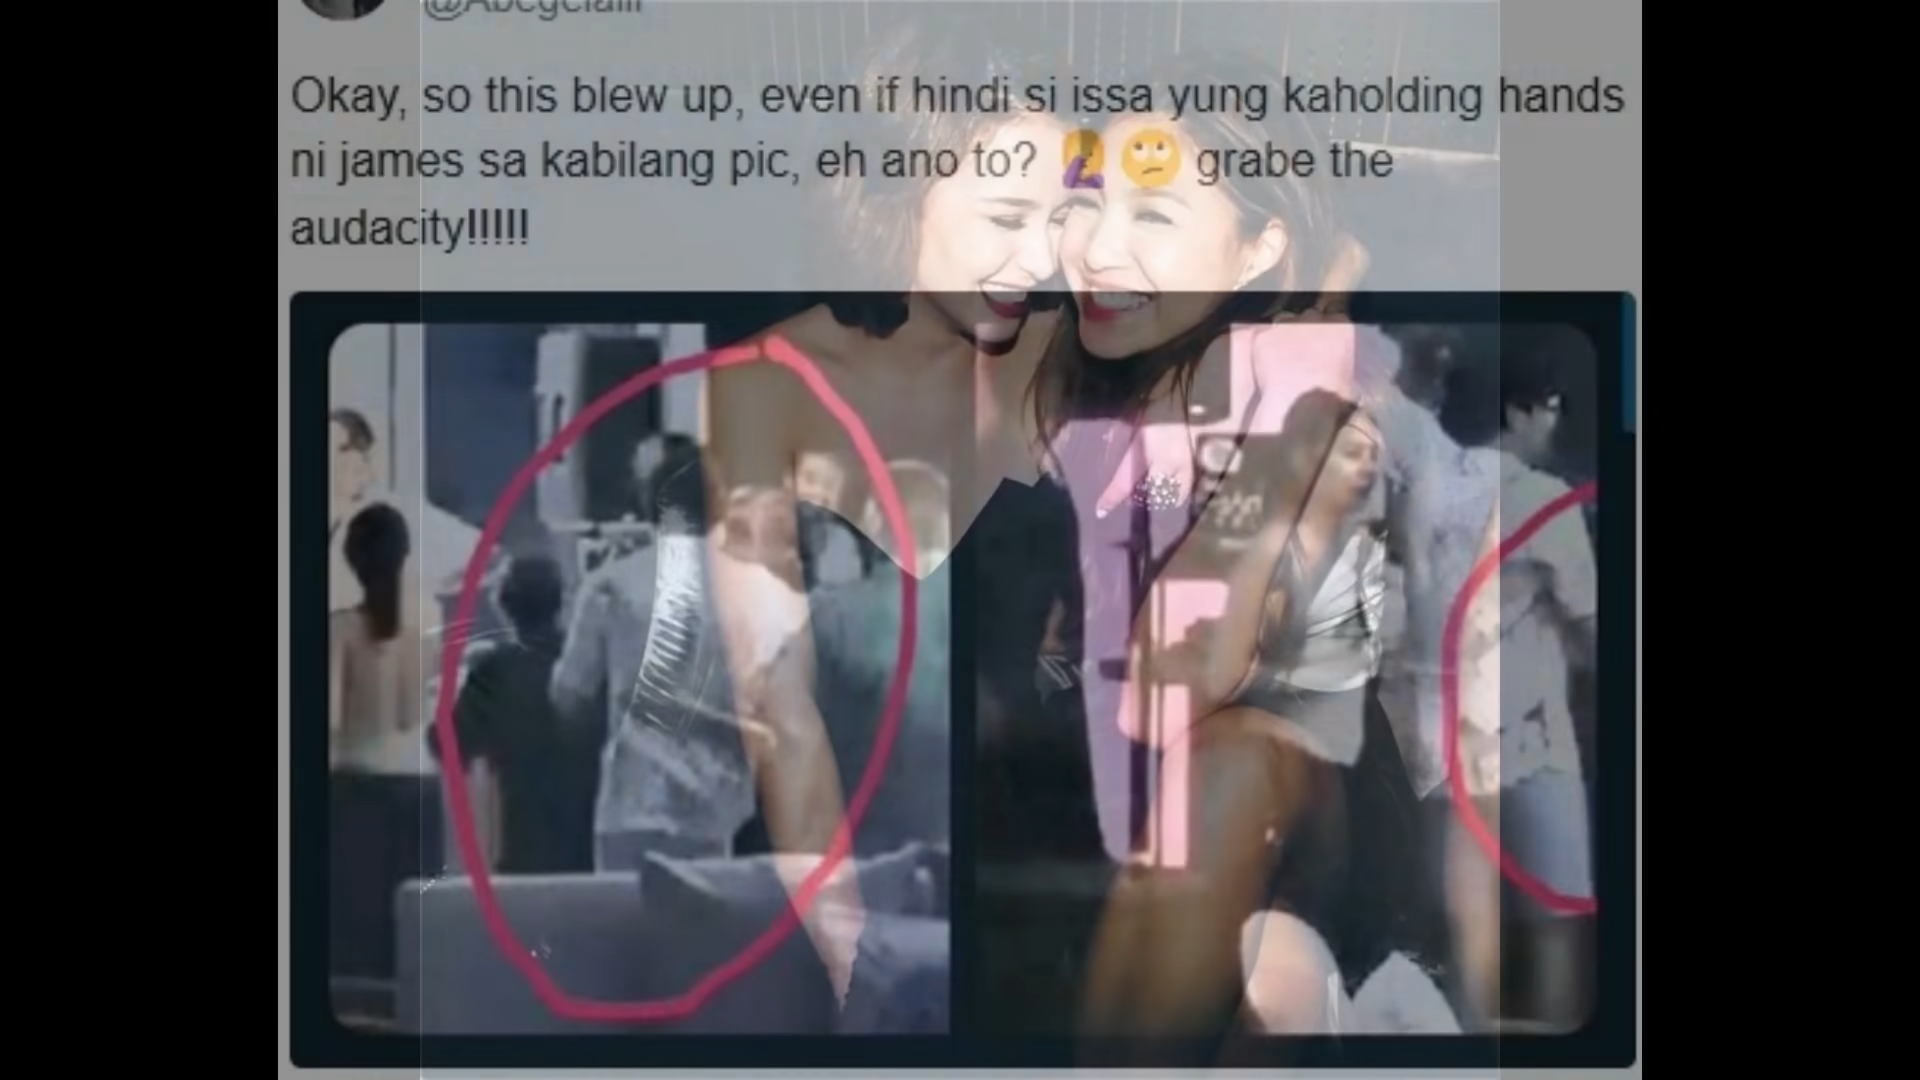 Okay, so this blew up, even if hindi si issa yung kaholding hands
ni james sa kabilang pic, eh ano to? 🤦‍♀️🙄 grabe the
audacity!!!!!